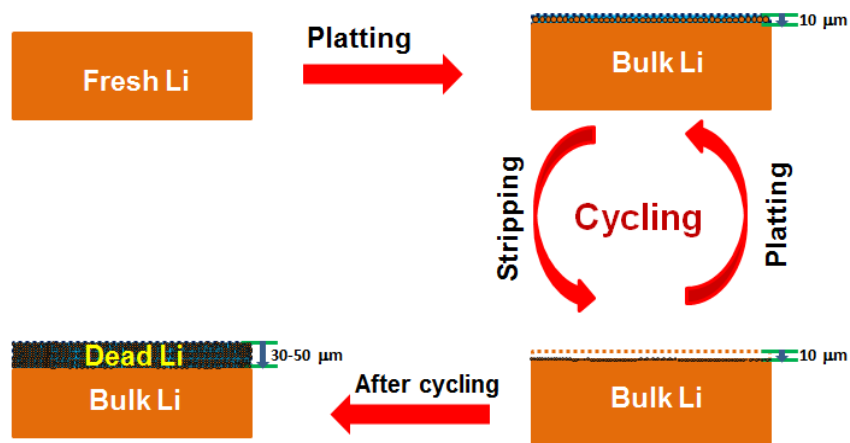 Fresh Li
Platting
Bulk Li
10 μm
Stripping
Cycling
Platting
Dead Li
30-50 μm
Bulk Li
After cycling
Bulk Li
10 μm